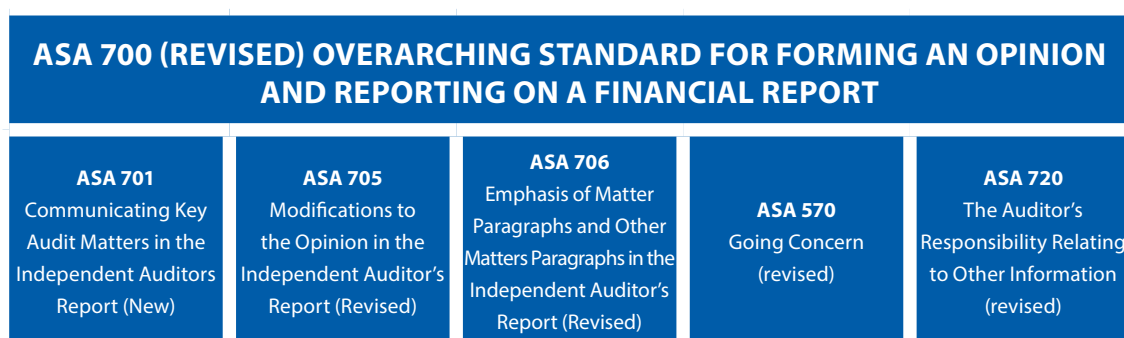 ASA 700 (REVISED) OVERARCHING STANDARD FOR FORMING AN OPINION
AND REPORTING ON A FINANCIAL REPORT
ASA 701
Communicating Key
Audit Matters in the
Independent Auditors
Report (New)
ASA 705
Modifications to
the Opinion in the
Independent Auditor's
Report (Revised)
ASA 706
Emphasis of Matter
Paragraphs and Other
Matters Paragraphs in the
Independent Auditor's
Report (Revised)
ASA 570
Going Concern
(revised)
ASA 720
The Auditor's
Responsibility Relating
to Other Information
(revised)